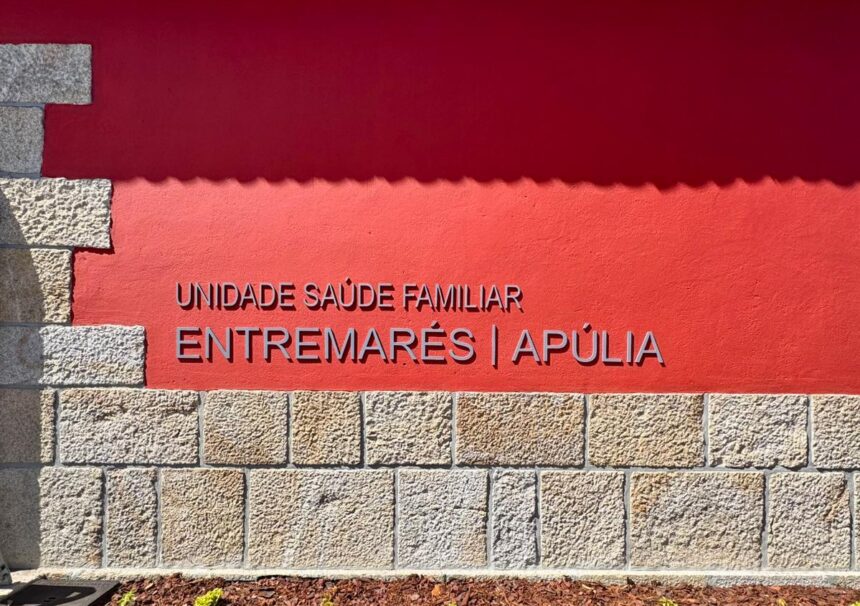 UNIDADE SAÚDE FAMILIAR
ENTREMARÉS | APÚLIA